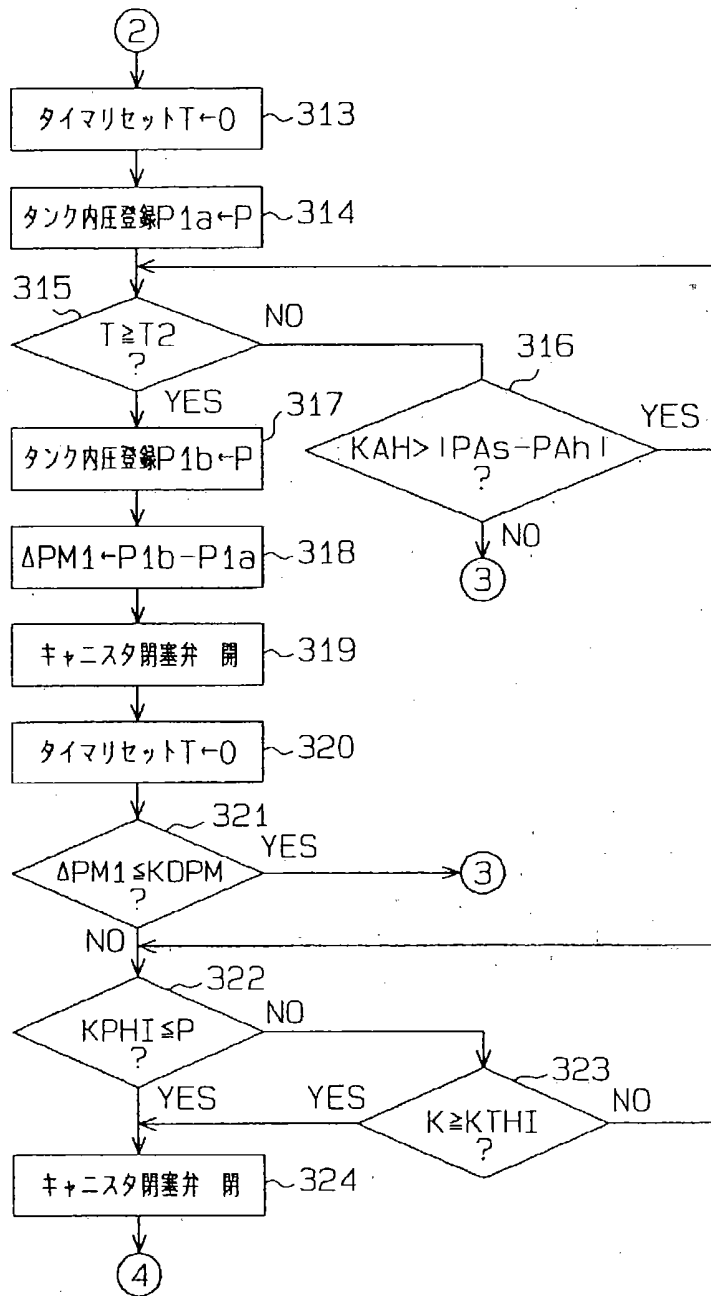 2
タイマリセットT←0
313
タンク内圧登録P1a←P
314
315
T≧T2
?
NO
YES
316
KAH>|PAs-PAh|
?
YES
NO
3
317
タンク内圧登録P1b←P
ΔPM1←P1b-P1a
318
キャニスタ閉塞弁 開
319
タイマリセットT←0
320
321
ΔPM1≦KDPM
?
YES
3
NO
322
KPHI≦P
?
NO
YES
323
K≧KTHI
?
YES
NO
キャニスタ閉塞弁 閉
324
4